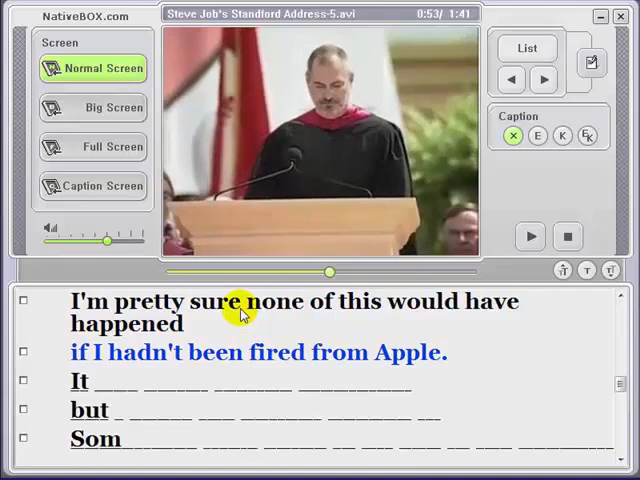 NativeBOX.com
Steve Job's Standford Address-5.avi
0:53/ 1:41
Screen
Normal Screen
Big Screen
Full Screen
Caption Screen
List
Caption
E
K
EK
I'm pretty sure none of this would have
happened
if I hadn't been fired from Apple.
It
but
Som